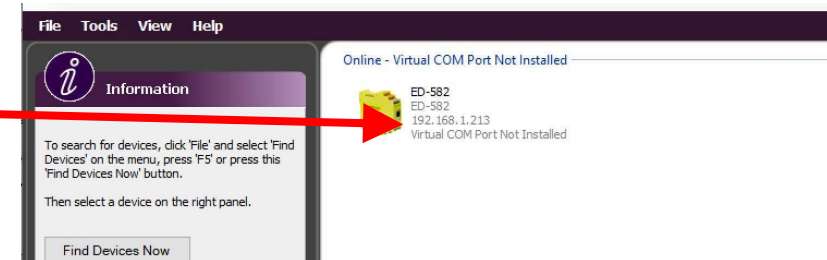 File Tools View Help
Information
To search for devices, click 'File' and select 'Find
Devices' on the menu, press 'F5' or press this
'Find Devices Now' button.
Then select a device on the right panel.
Find Devices Now
Online - Virtual COM Port Not Installed
ED-582
ED-582
192.168.1.213
Virtual COM Port Not Installed